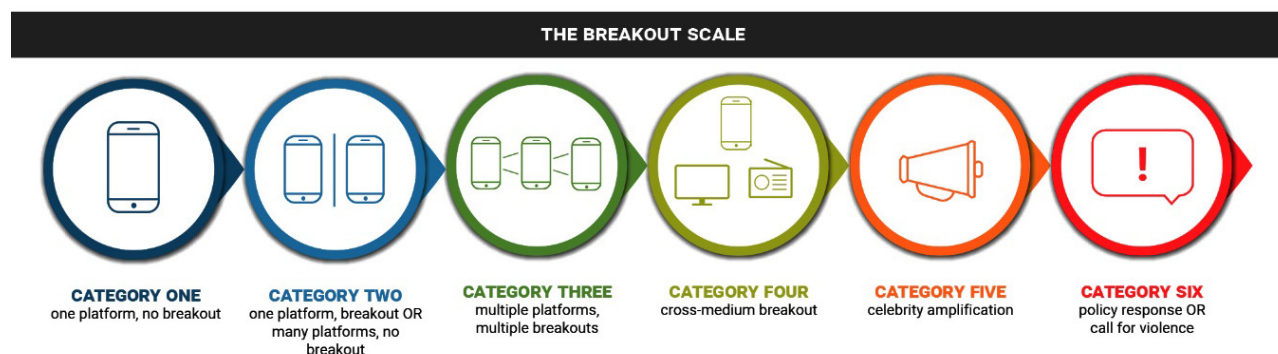 THE BREAKOUT SCALE
CATEGORY ONE
one platform, no breakout
CATEGORY TWO
one platform, breakout OR
many platforms, no
breakout
CATEGORY THREE
multiple platforms,
multiple breakouts
CATEGORY FOUR
cross-medium breakout
CATEGORY FIVE
celebrity amplification
!
CATEGORY SIX
policy response OR
call for violence